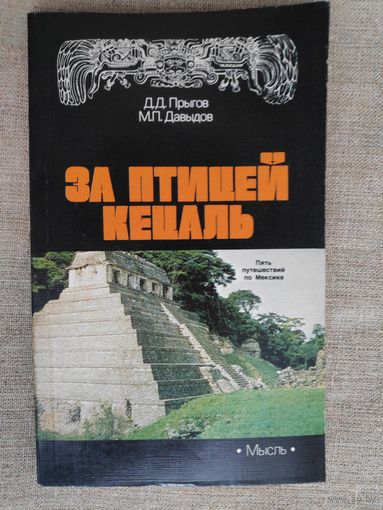 Д.Д. Прыгов
М.П. Давыдов
ЗА ПТИЦЕЙ
КЕЦАЛЬ
Пять
путешествий
по Мексике
• Мысль •